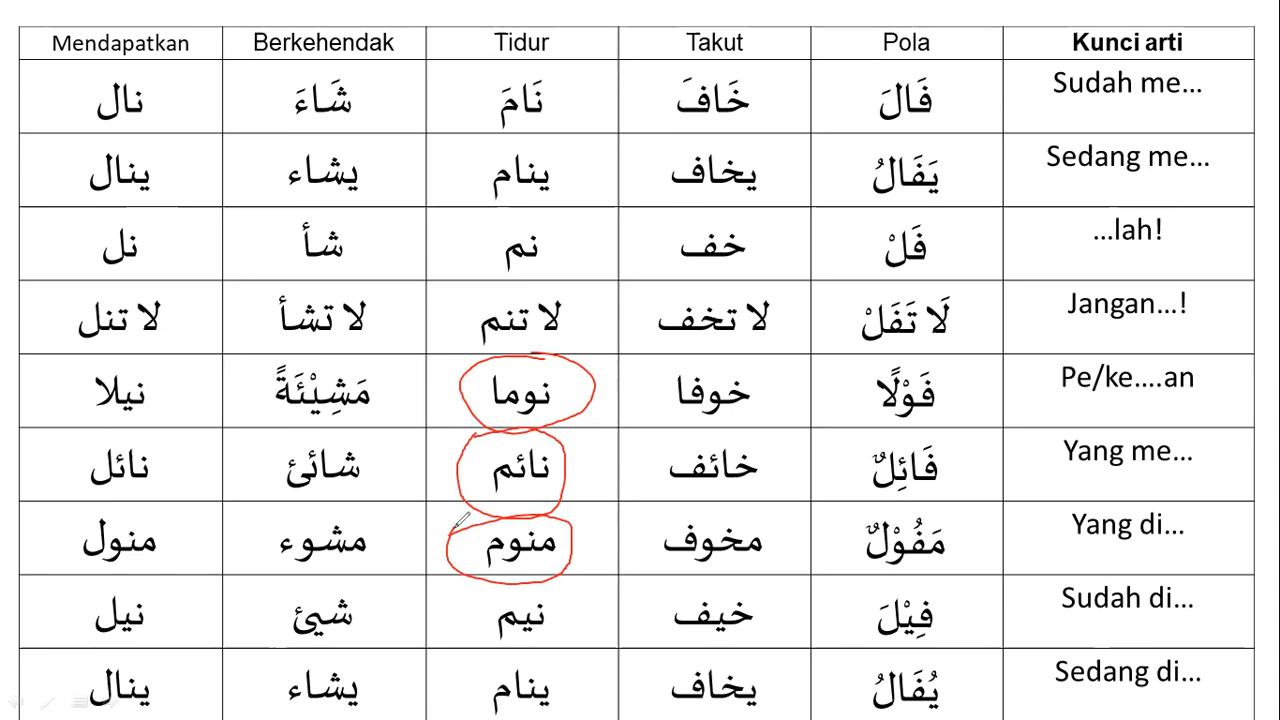 Mendapatkan Berkehendak Tidur Takut Pola Kunci arti
نال شَاءَ نَامَ خَافَ فَالَ Sudah me...
ينال يشاء ينام يخاف يَفَالُ Sedang me...
نل شأ نم خف فَلْ ...lah!
لا تنل لا تشأ لا تنم لا تخف لَا تَفَلْ Jangan...!
نيلا مَشِيْئَةً نوما خوفا فَوْلًا Pe/ke....an
نائل شائئ نائم خائف فَائِلٌ Yang me...
منول مشوء منوم مخوف مَفُوْلٌ Yang di...
نيل شيئ نيم خيف فِيْلَ Sudah di...
ينال يشاء ينام يخاف يُفَالُ Sedang di...